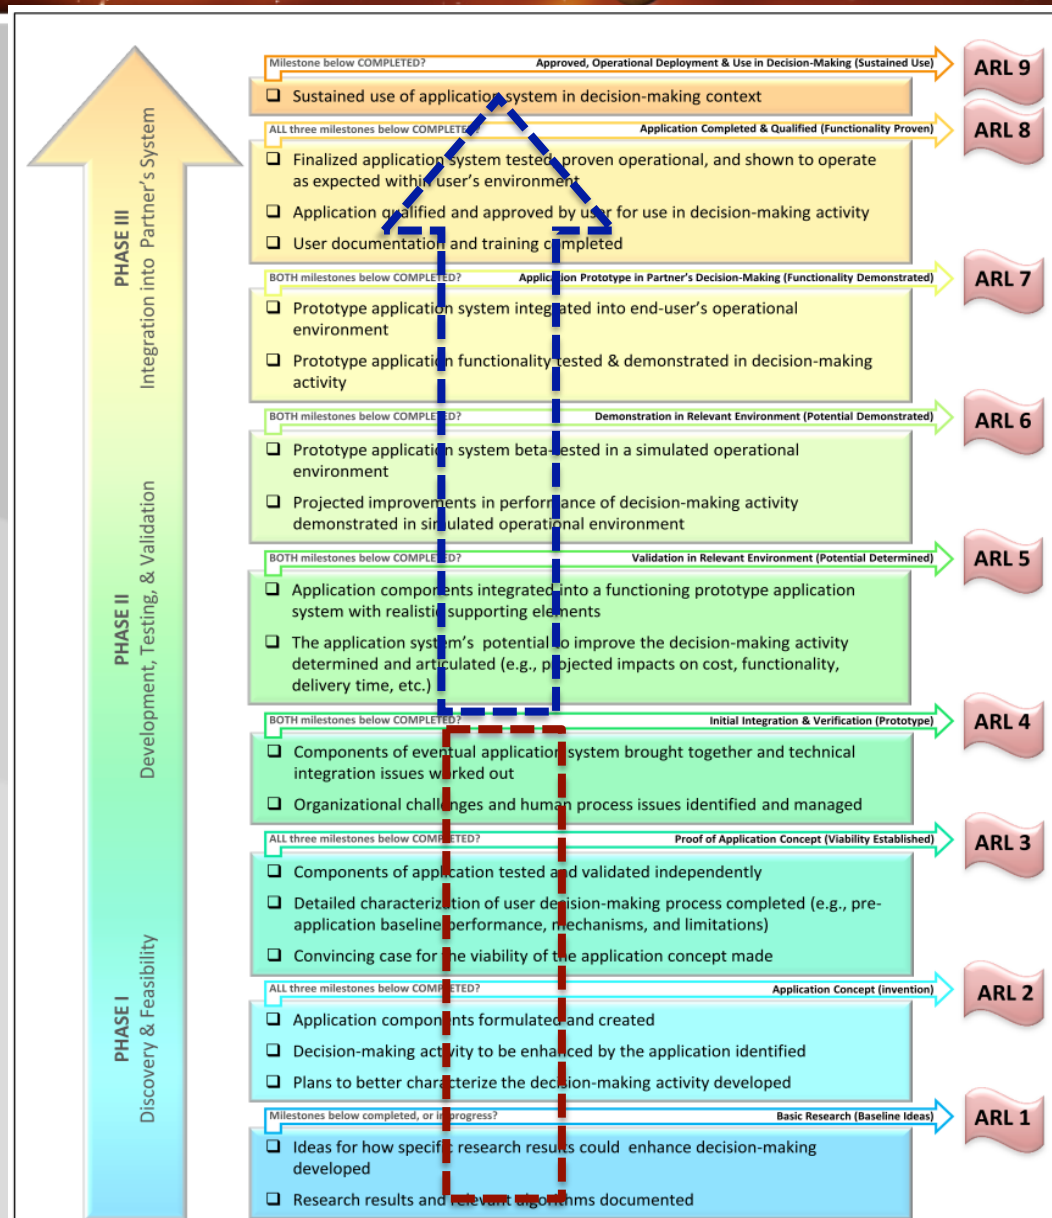 Milestone below COMPLETED? Approved, Operational Deployment & Use in Decision-Making (Sustained Use) ARL 9
❑ Sustained use of application system in decision-making context
ALL three milestones below COMPLETED? Application Completed & Qualified (Functionality Proven) ARL 8
❑ Finalized application system tested, proven operational, and shown to operate
as expected within user's environment
❑ Application qualified and approved by user for use in decision-making activity
❑ User documentation and training completed
BOTH milestones below COMPLETED? Application Prototype in Partner's Decision-Making (Functionality Demonstrated) ARL 7
❑ Prototype application system integrated into end-user's operational
environment
❑ Prototype application functionality tested & demonstrated in decision-making
activity
PHASE III
Integration into Partner's System
BOTH milestones below COMPLETED? Demonstration in Relevant Environment (Potential Demonstrated) ARL 6
❑ Prototype application system beta-tested in a simulated operational
environment
❑ Projected improvements in performance of decision-making activity
demonstrated in simulated operational environment
BOTH milestones below COMPLETED? Validation in Relevant Environment (Potential Determined) ARL 5
❑ Application components integrated into a functioning prototype application
system with realistic supporting elements
❑ The application system's potential to improve the decision-making activity
determined and articulated (e.g., projected impacts on cost, functionality,
delivery time, etc.)
PHASE II
Development, Testing, & Validation
BOTH milestones below COMPLETED? Initial Integration & Verification (Prototype) ARL 4
❑ Components of eventual application system brought together and technical
integration issues worked out
❑ Organizational challenges and human process issues identified and managed
ALL three milestones below COMPLETED? Proof of Application Concept (Viability Established) ARL 3
❑ Components of application tested and validated independently
❑ Detailed characterization of user decision-making process completed (e.g., pre-
application baseline performance, mechanisms, and limitations)
❑ Convincing case for the viability of the application concept made
ALL three milestones below COMPLETED? Application Concept (invention) ARL 2
❑ Application components formulated and created
❑ Decision-making activity to be enhanced by the application identified
❑ Plans to better characterize the decision-making activity developed
PHASE I
Discovery & Feasibility
Milestones below completed, or in progress? Basic Research (Baseline Ideas) ARL 1
❑ Ideas for how specific research results could enhance decision-making
developed
❑ Research results and relevant algorithms documented